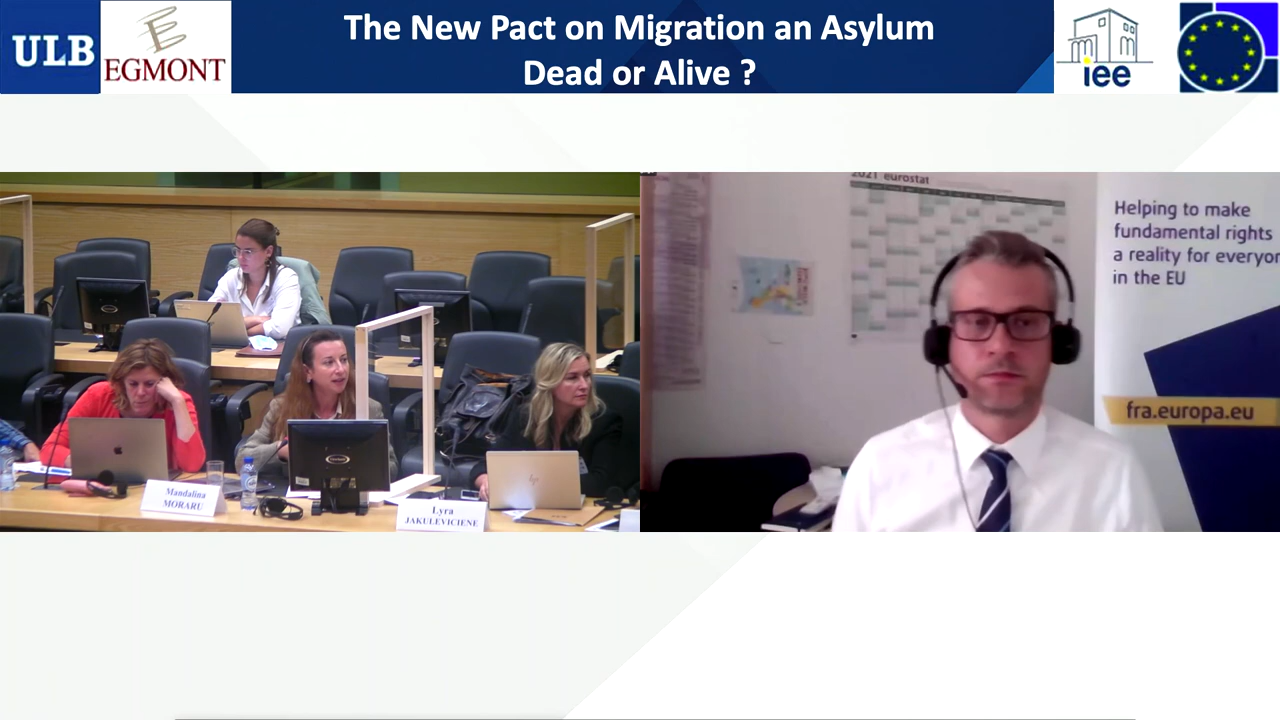 The New Pact on Migration an Asylum
Dead or Alive ?
ULB
EGMONT
iee
2021 eurostat
Helping to make
fundamental rights
a reality for everyon
in the EU
fra.europa.eu
Mandalina
MORARU
Lyra
JAKULEVICIENE
hp